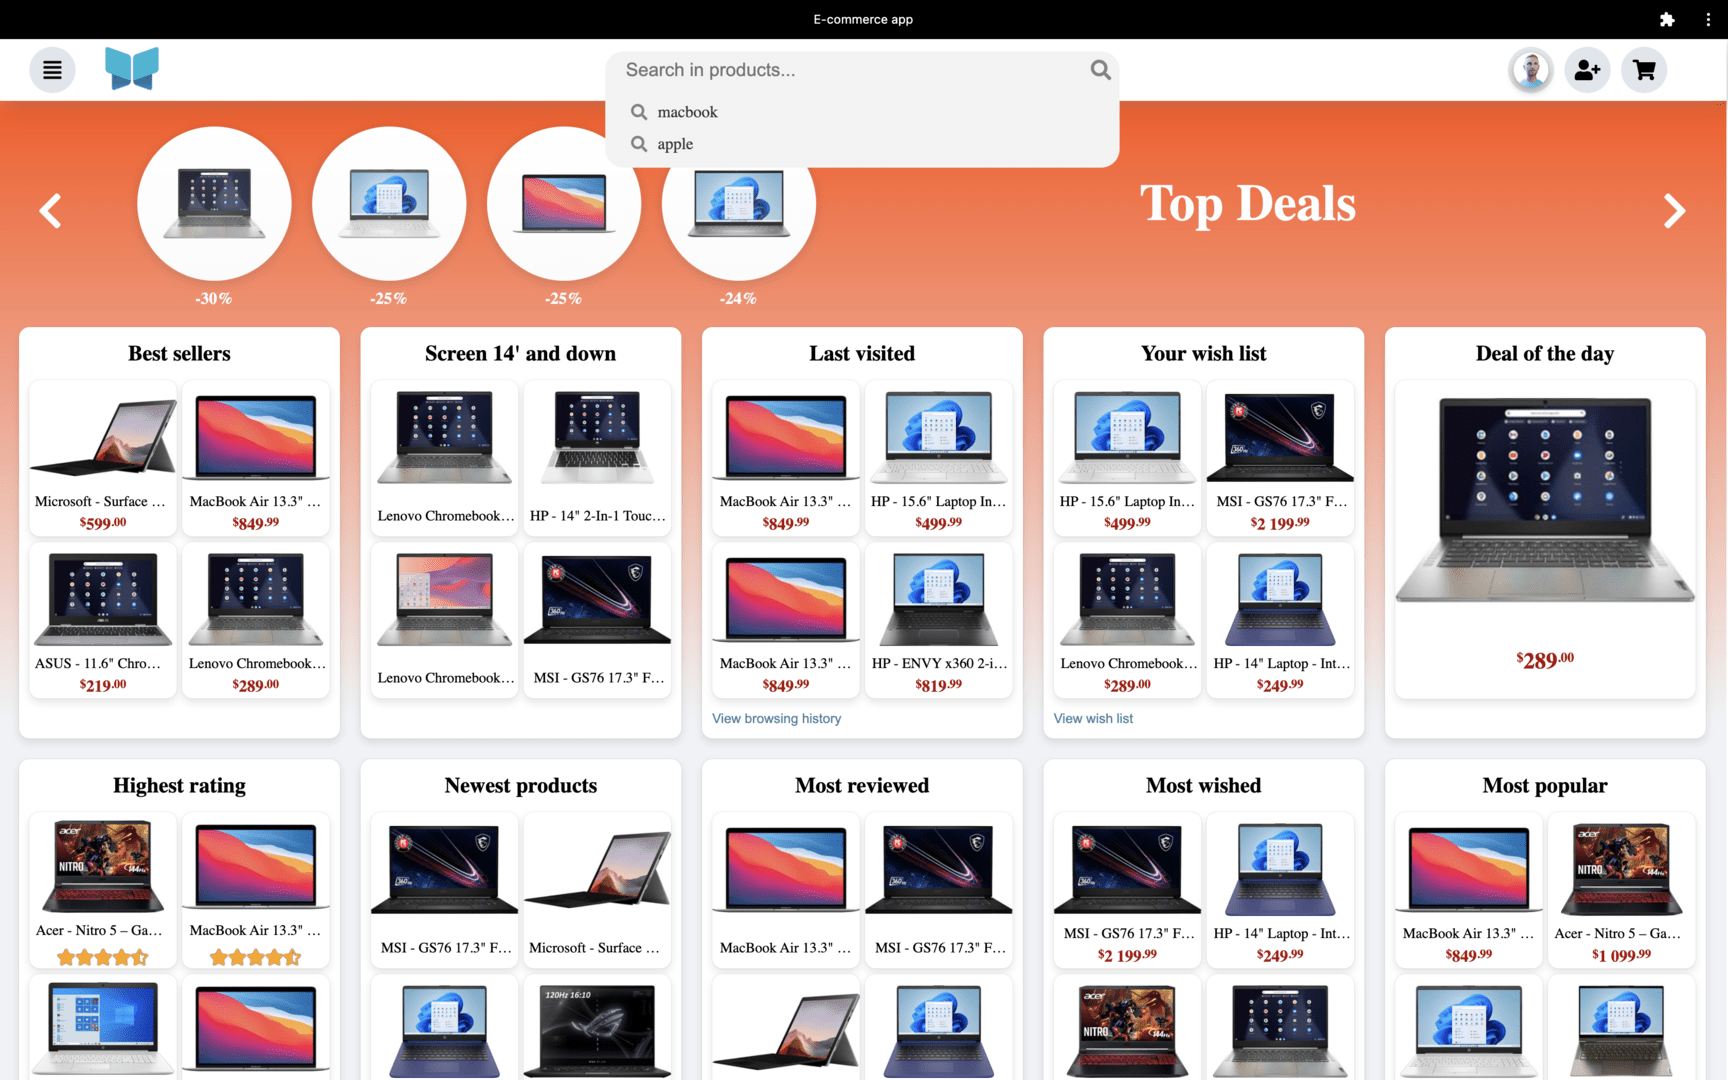 E-commerce app
Search in products...
macbook
apple
Top Deals
-30%
-25%
-25%
-24%
Best sellers
Microsoft - Surface ...
$599.00
MacBook Air 13.3" ...
$849.99
ASUS - 11.6" Chro...
$219.00
Lenovo Chromebook...
$289.00
Screen 14' and down
Lenovo Chromebook...
HP - 14" 2-In-1 Touc...
Lenovo Chromebook...
MSI - GS76 17.3" F...
Last visited
MacBook Air 13.3" ...
$849.99
HP - 15.6" Laptop In...
$499.99
MacBook Air 13.3" ...
$849.99
HP - ENVY x360 2-i...
$819.99
View browsing history
Your wish list
HP - 15.6" Laptop In...
$499.99
MSI - GS76 17.3" F...
$2 199.99
Lenovo Chromebook...
$289.00
HP - 14" Laptop - Int...
$249.99
View wish list
Deal of the day
$289.00
Highest rating
acer
NITRO
144Hz
Acer - Nitro 5 – Ga...
MacBook Air 13.3" ...
Newest products
MSI - GS76 17.3" F...
Microsoft - Surface ...
120Hz 16:10
Most reviewed
MacBook Air 13.3" ...
MSI - GS76 17.3" F...
Most wished
MSI - GS76 17.3" F...
$2 199.99
HP - 14" Laptop - Int...
$249.99
acer
NITRO
144Hz
Most popular
MacBook Air 13.3" ...
$849.99
acer
NITRO
144Hz
Acer - Nitro 5 – Ga...
$1 099.99